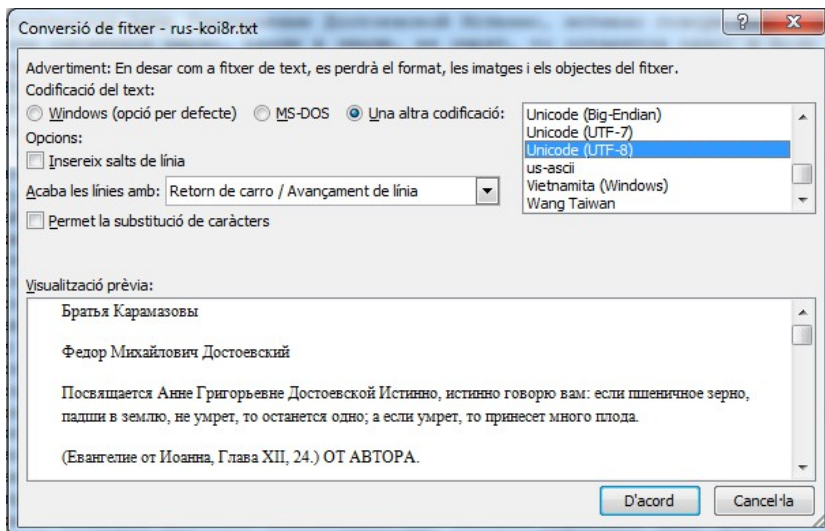 Conversió de fitxer - rus-koi8r.txt
Advertiment: En desar com a fitxer de text, es perdrà el format, les imatges i els objectes del fitxer.
Codificació del text:
Windows (opció per defecte) MS-DOS Una altra codificació:
Unicode (Big-Endian)
Unicode (UTF-7)
Unicode (UTF-8)
us-ascii
Vietnamita (Windows)
Wang Taiwan
Opcions:
Insereix salts de línia
Acaba les línies amb: Retorn de carro / Avançament de línia
Permet la substitució de caràcters
Visualització prèvia:
Братья Карамазовы
Федор Михайлович Достоевский
Посвящается Анне Григорьевне Достоевской Истинно, истинно говорю вам: если пшеничное зерно,
падши в землю, не умрет, то останется одно; а если умрет, то принесет много плода.
(Евангелие от Иоанна, Глава XII, 24.) ОТ АВТОРА.
D'acord Cancel·la